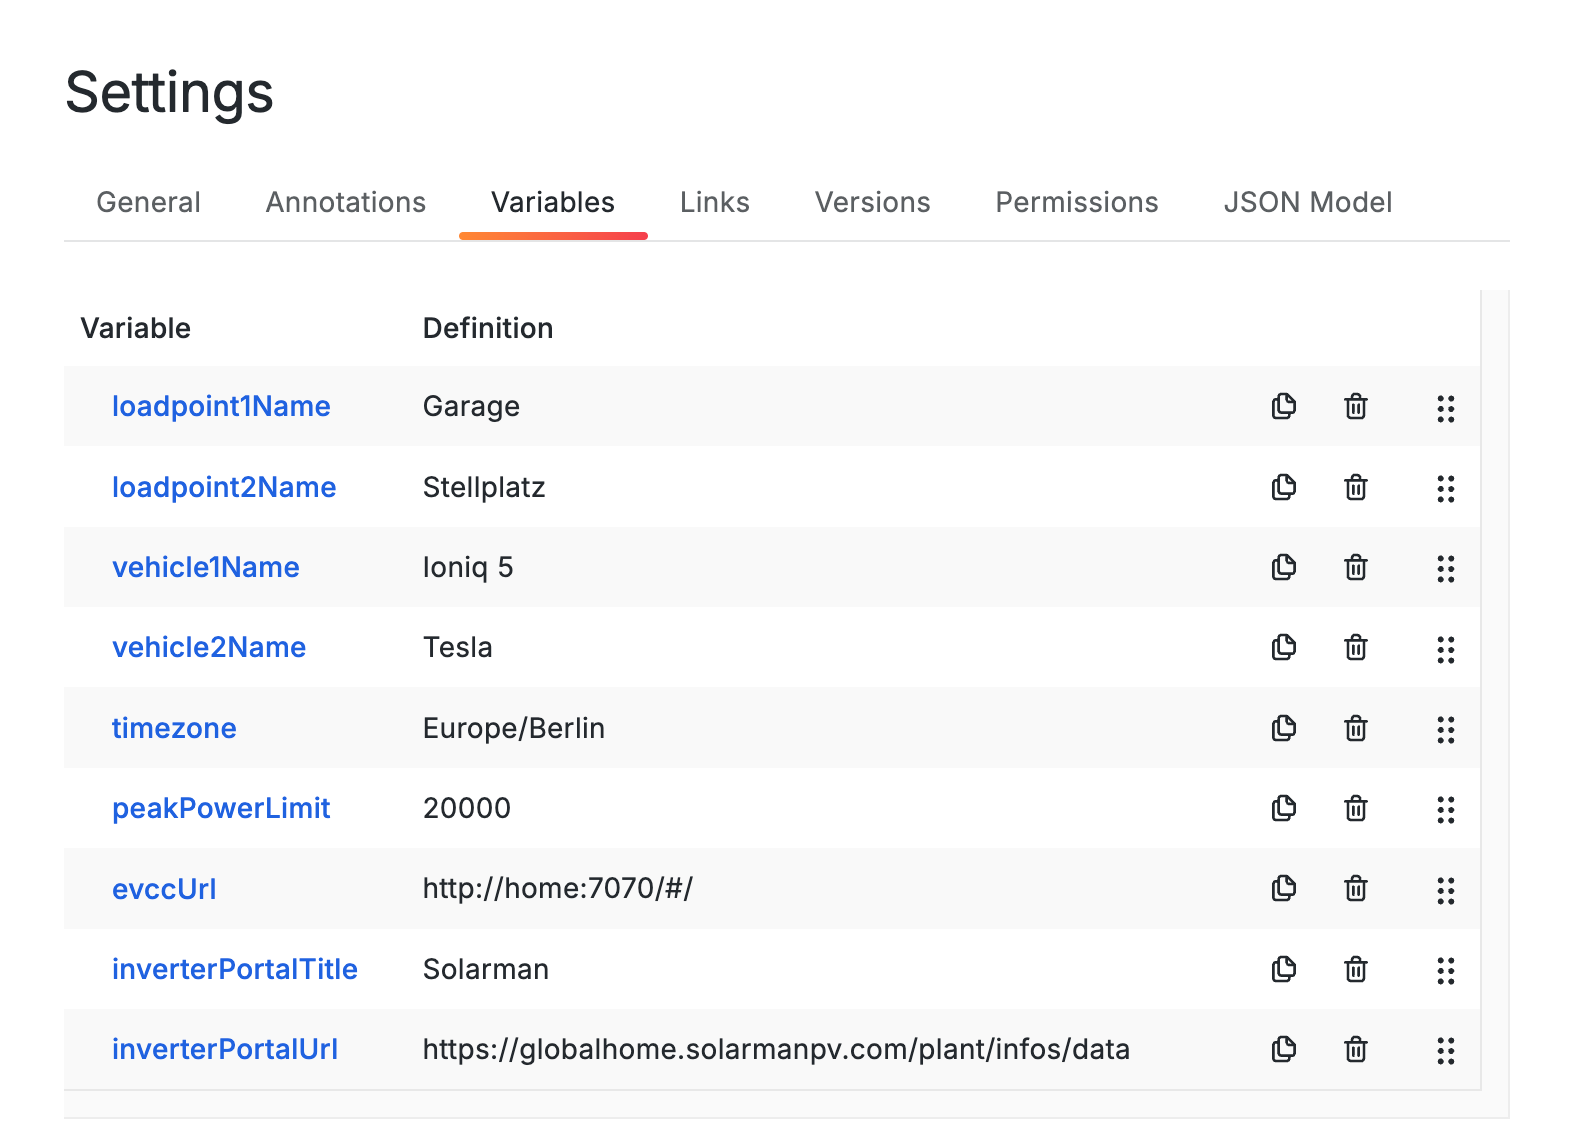 Settings
General Annotations Variables Links Versions Permissions JSON Model
Variable Definition
loadpoint1Name Garage
loadpoint2Name Stellplatz
vehicle1Name Ioniq 5
vehicle2Name Tesla
timezone Europe/Berlin
peakPowerLimit 20000
evccUrl http://home:7070/#/
inverterPortalTitle Solarman
inverterPortalUrl https://globalhome.solarmanpv.com/plant/infos/data